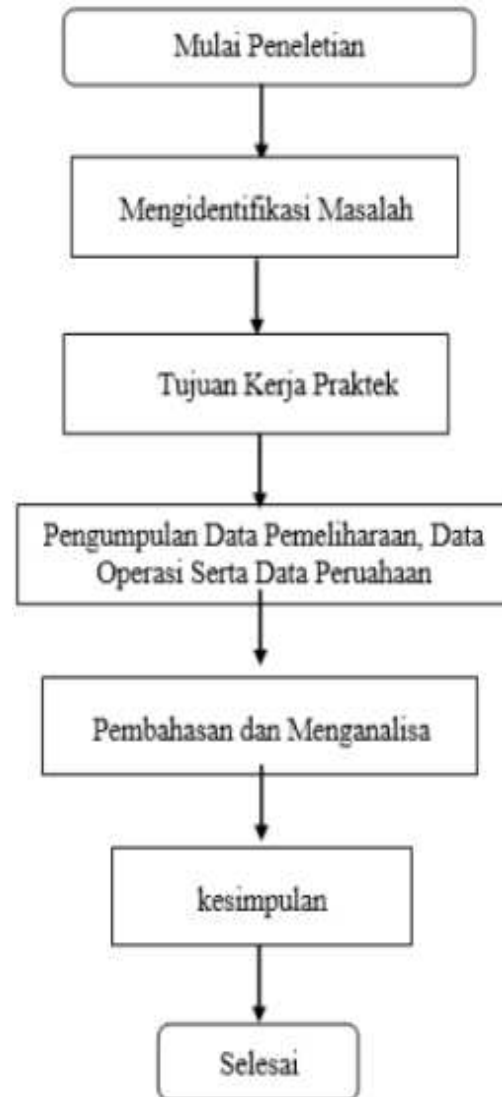 Mulai Peneletian
Mengidentifikasi Masalah
Tujuan Kerja Praktek
Pengumpulan Data Pemeliharaan, Data
Operasi Serta Data Peruahaan
Pembahasan dan Menganalisa
kesimpulan
Selesai